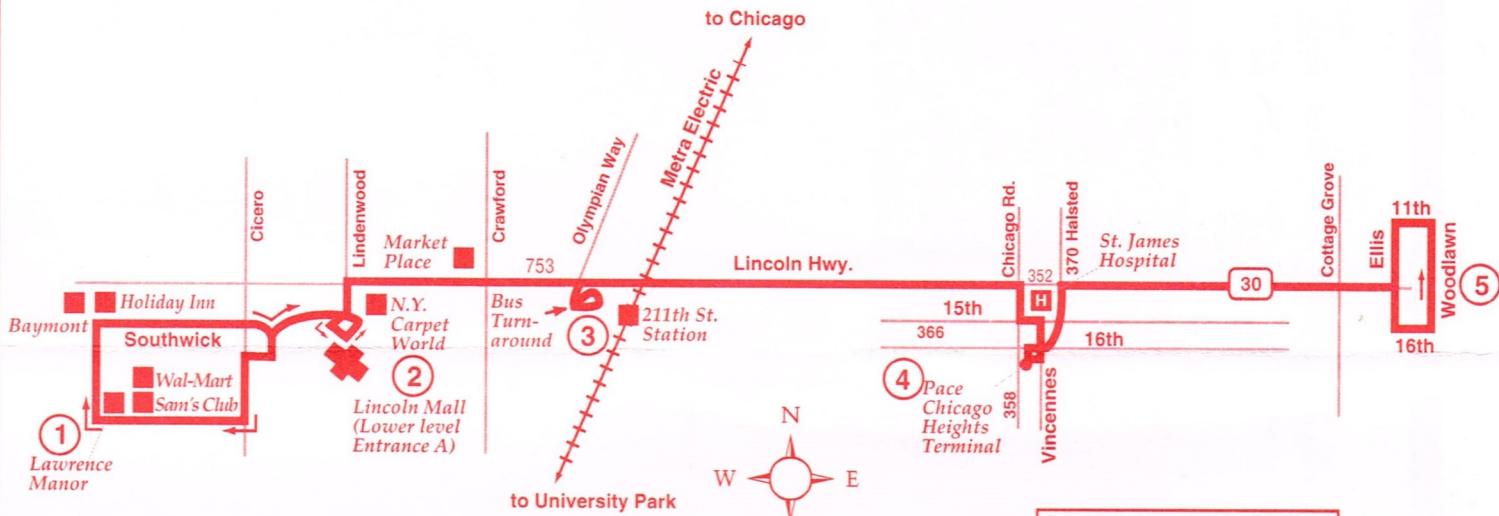 to Chicago
Metra Electric
Olympian Way
Cicero
Lindenwood
Crawford
Chicago Rd.
370 Halsted
Cottage Grove
11th
Market
Place
753
Lincoln Hwy.
352
St. James
Hospital
H
30
Ellis
Woodlawn
5
16th
Holiday Inn
Baymont
Southwick
N.Y.
Carpet
World
Bus
Turn-
around
3
211th St.
Station
15th
366
16th
Wal-Mart
Sam's Club
2
Lincoln Mall
(Lower level
Entrance A)
4
Pace
Chicago
Heights
Terminal
358
Vincennes
1
Lawrence
Manor
N
W
E
to University Park